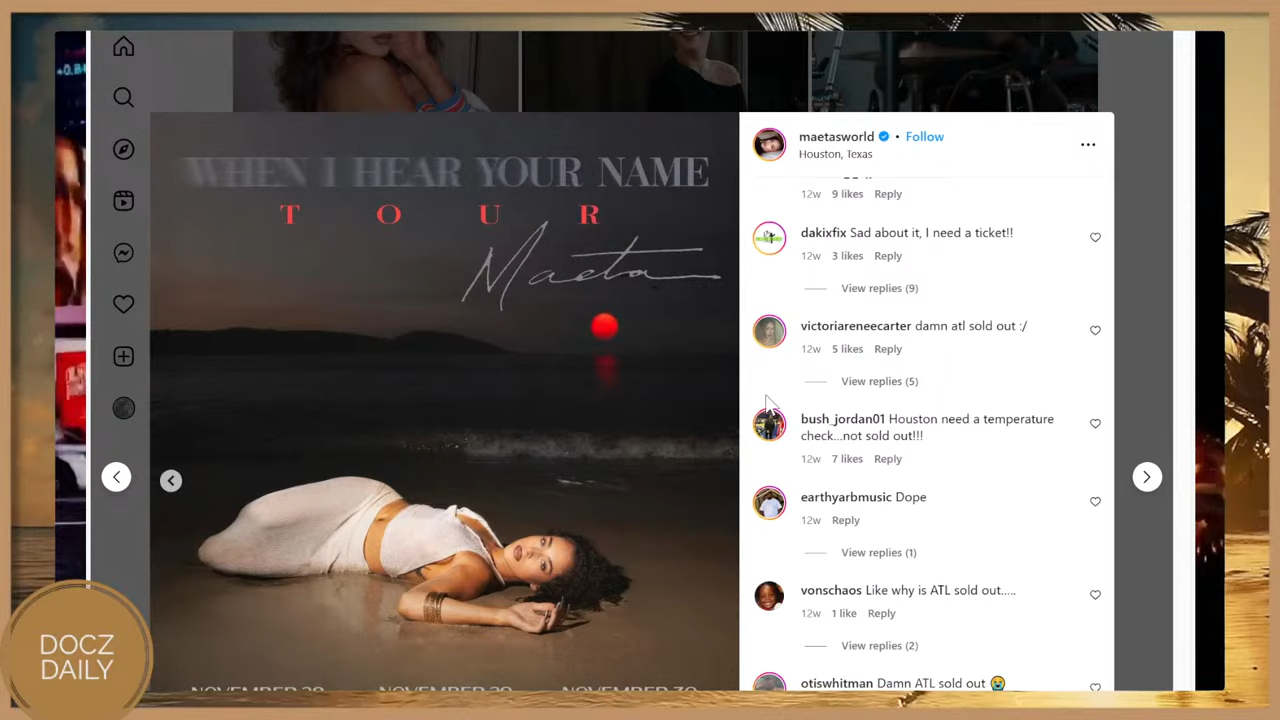 WHEN I HEAR YOUR NAME
T O U R
Maeta
maetasworld • Follow
Houston, Texas
12w 9 likes Reply
dakixfix Sad about it, I need a ticket!!
12w 3 likes Reply
View replies (9)
victoriareneecarter damn atl sold out :/
12w 5 likes Reply
View replies (5)
bush_jordan01 Houston need a temperature
check...not sold out!!!
12w 7 likes Reply
earthyarbmusic Dope
12w Reply
View replies (1)
vonschaos Like why is ATL sold out.....
12w 1 like Reply
View replies (2)
otiswhitman Damn ATL sold out 😭
DOCZ
DAILY